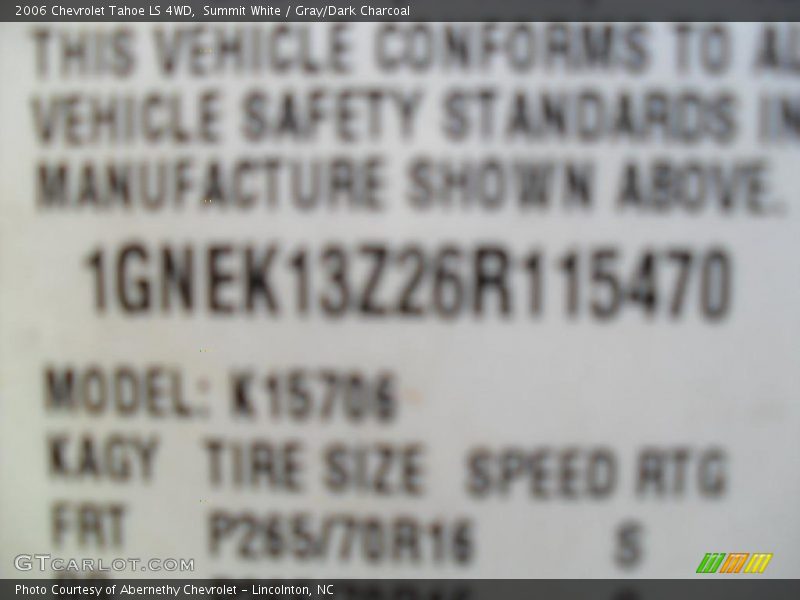 2006 Chevrolet Tahoe LS 4WD, Summit White / Gray/Dark Charcoal
THIS VEHICLE CONFORMS TO AL
VEHICLE SAFETY STANDARDS IN
MANUFACTURE SHOWN ABOVE.
1GNEK13Z26R115470
MODEL: K15706
KAGY TIRE SIZE SPEED RTG
FRT P265/70R16 S
GTCARLOT.COM
Photo Courtesy of Abernethy Chevrolet – Lincolnton, NC